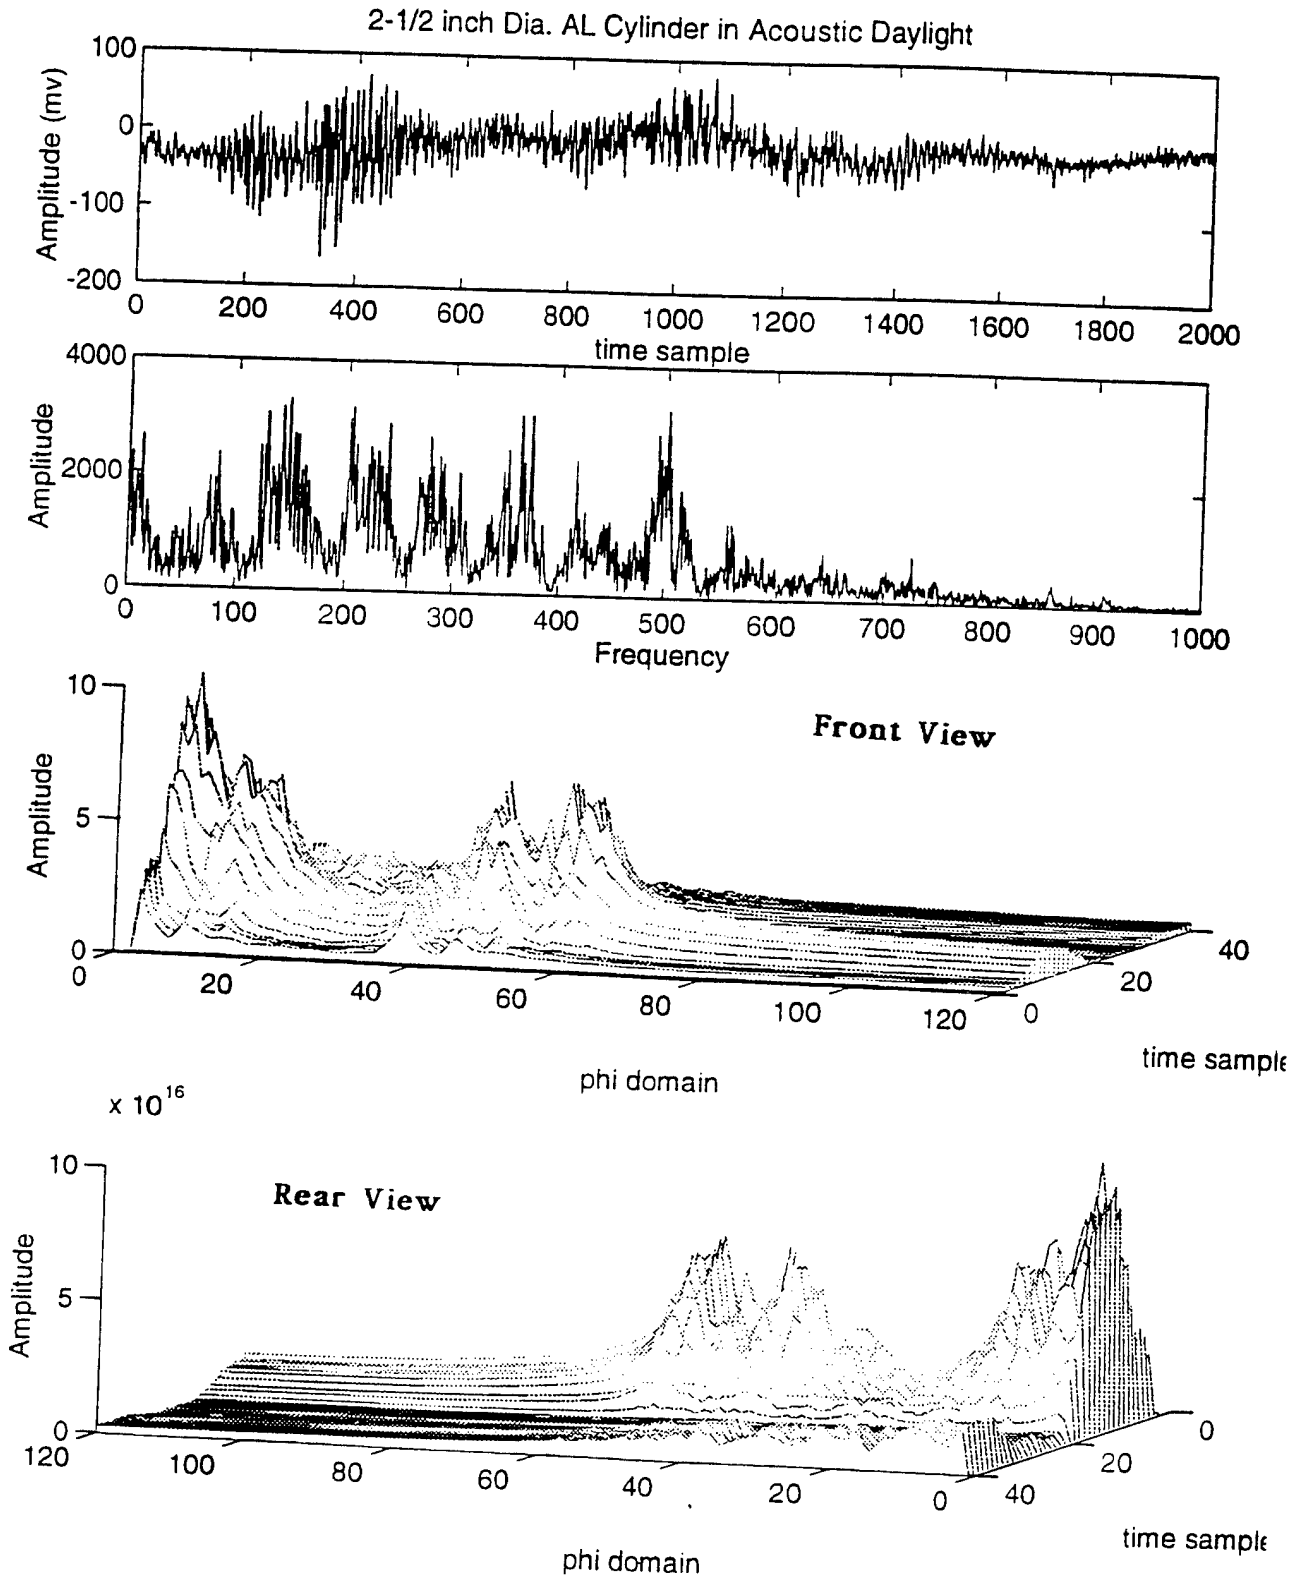 2-1/2 inch Dia. AL Cylinder in Acoustic Daylight
100
0
-100
-200
Amplitude (mv)
0 200 400 600 800 1000 1200 1400 1600 1800 2000
time sample
4000
2000
0
Amplitude
0 100 200 300 400 500 600 700 800 900 1000
Frequency
Front View
10
5
0
Amplitude
0 20 40 60 80 100 120
0 20 40
phi domain
time sample
x 10^16
Rear View
10
5
0
Amplitude
120 100 80 60 40 20 0
40 20 0
phi domain
time sample